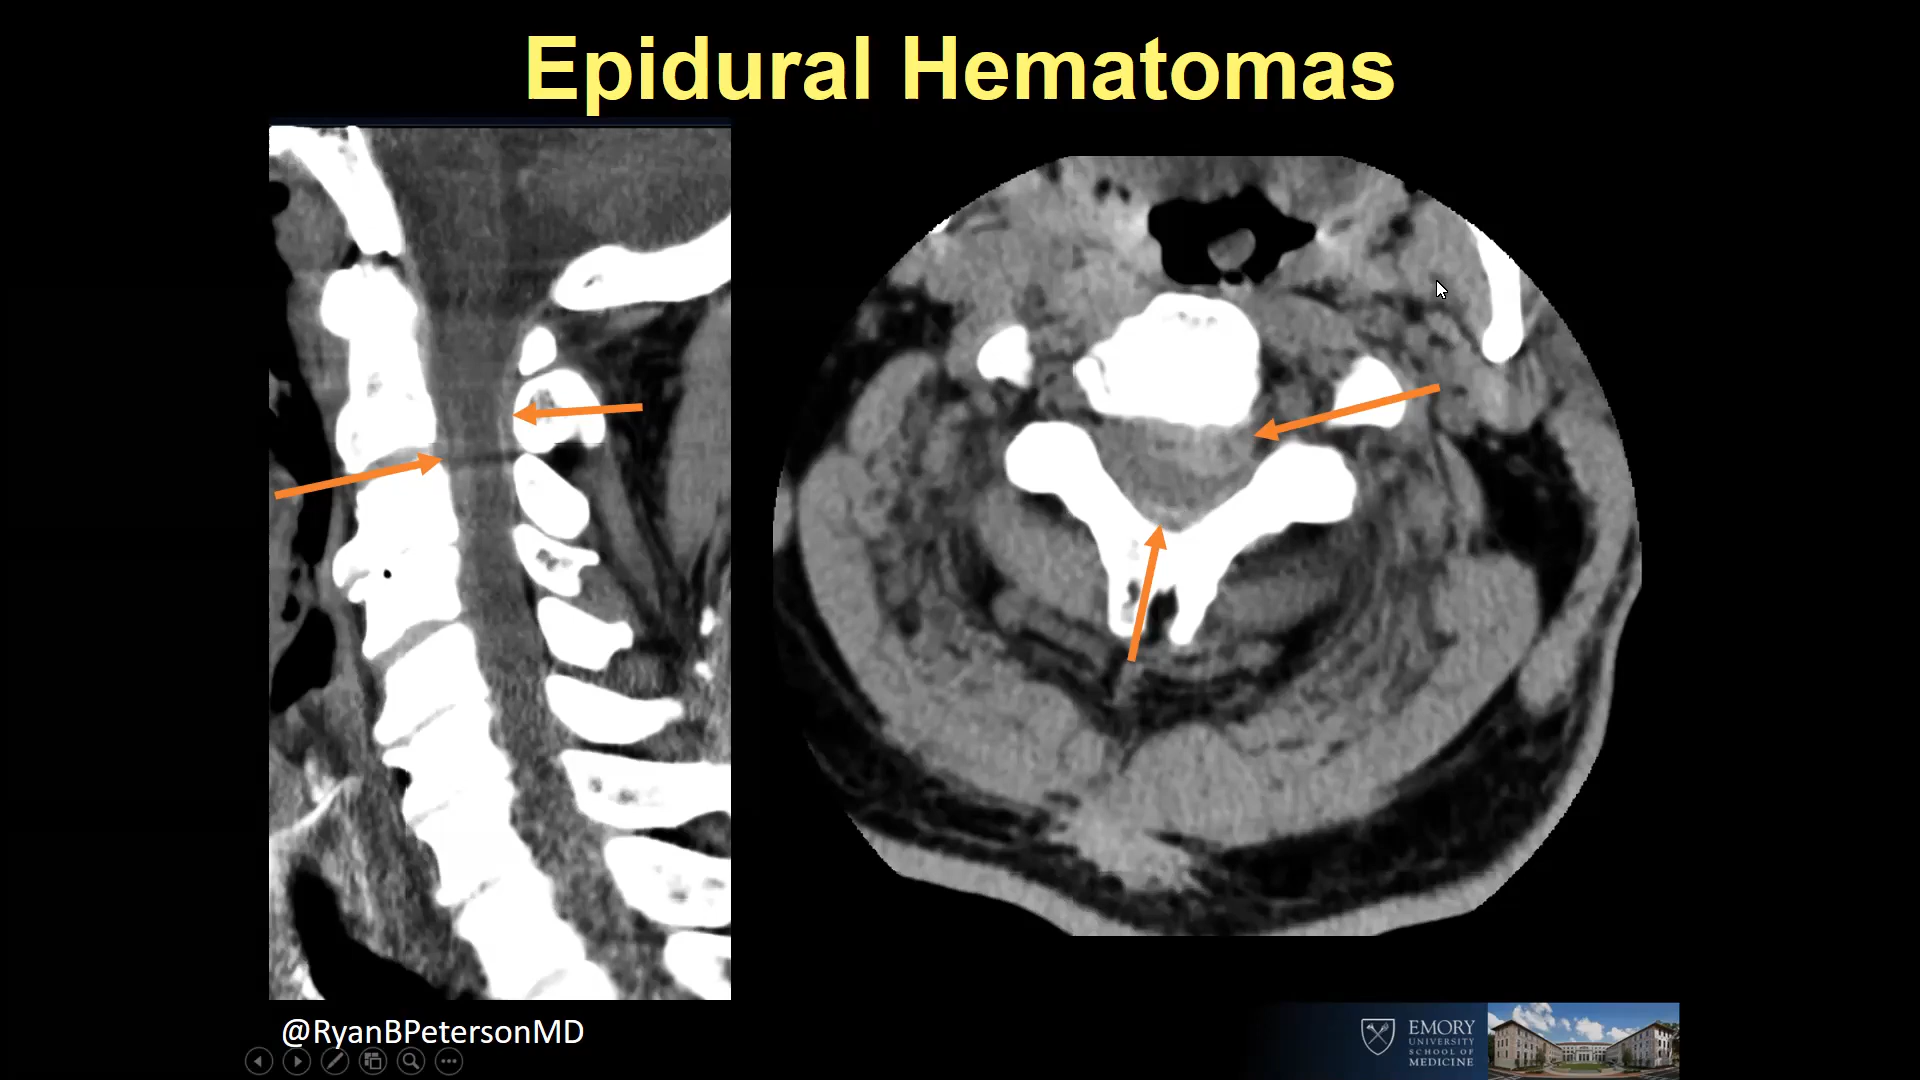 Epidural Hematomas
@RyanBPetersonMD
EMORY
UNIVERSITY
SCHOOL OF
MEDICINE